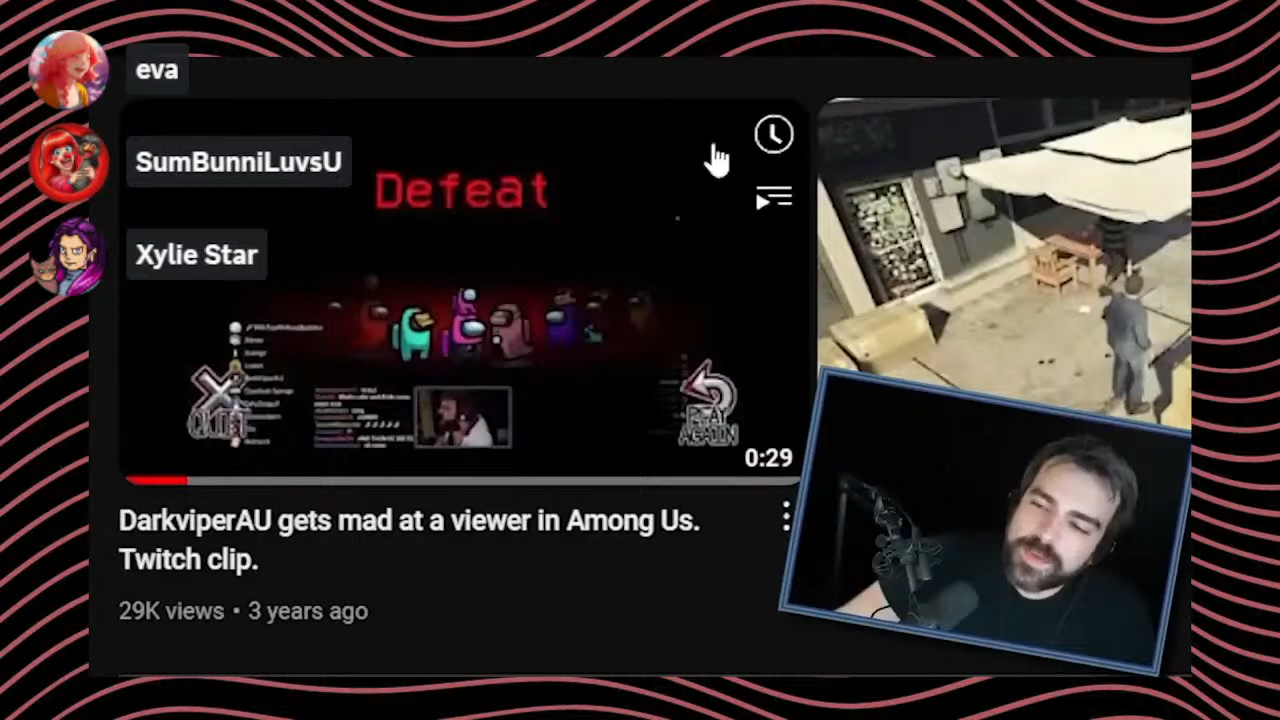 eva
SumBunniLuvsU
Defeat
Xylie Star
QUIT
PLAY
AGAIN
0:29
DarkviperAU gets mad at a viewer in Among Us.
Twitch clip.
29K views • 3 years ago